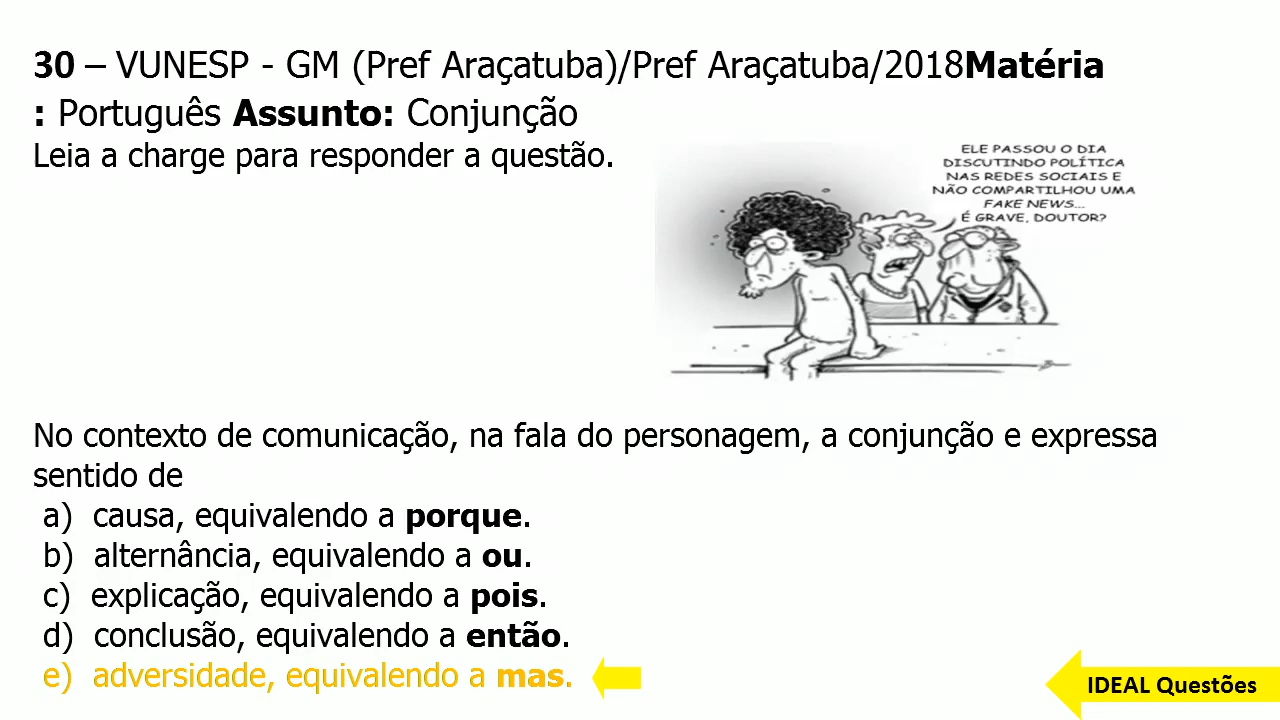 30 – VUNESP - GM (Pref Araçatuba)/Pref Araçatuba/2018Matéria
: Português Assunto: Conjunção
Leia a charge para responder a questão.
ELE PASSOU O DIA
DISCUTINDO POLÍTICA
NAS REDES SOCIAIS E
NÃO COMPARTILHOU UMA
FAKE NEWS...
É GRAVE, DOUTOR?
No contexto de comunicação, na fala do personagem, a conjunção e expressa
sentido de
a) causa, equivalendo a porque.
b) alternância, equivalendo a ou.
c) explicação, equivalendo a pois.
d) conclusão, equivalendo a então.
e) adversidade, equivalendo a mas.
IDEAL Questões